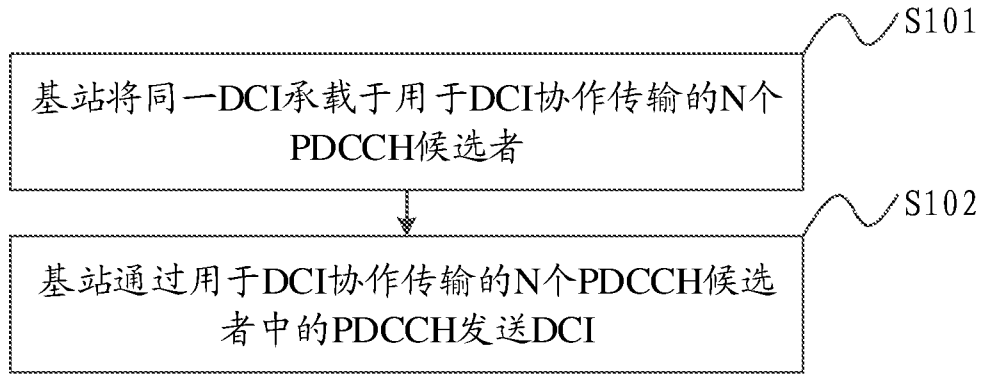 S101
基站将同一DCI承载于用于DCI协作传输的N个
PDCCH候选者
S102
基站通过用于DCI协作传输的N个PDCCH候选
者中的PDCCH发送DCI